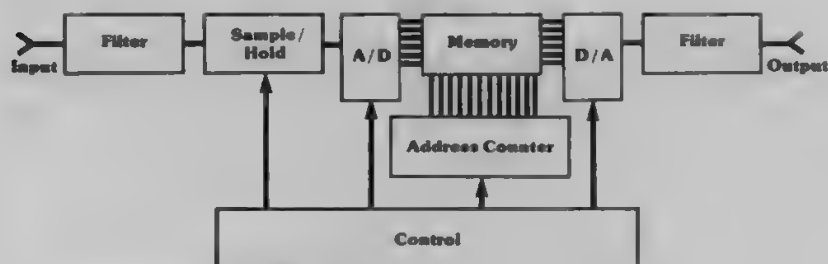 Filter
Sample/
Hold
A/D
Memory
D/A
Filter
Input
Output
Address Counter
Control